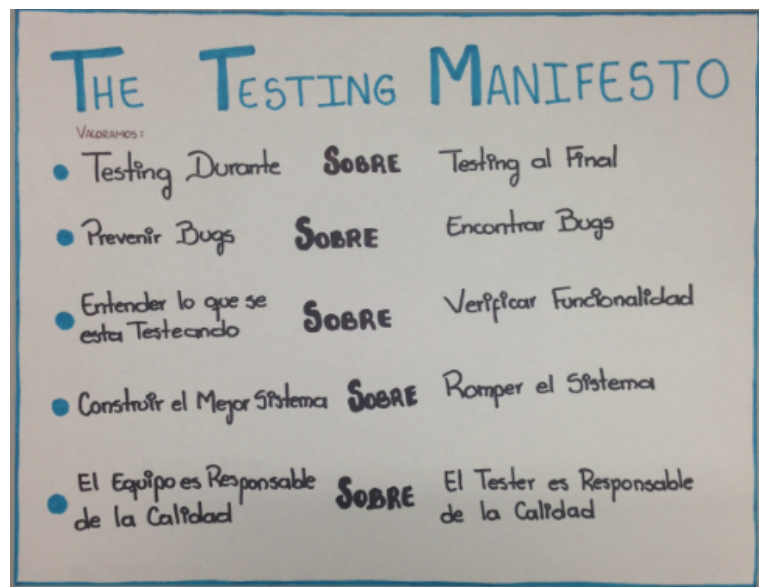 THE TESTING MANIFESTO
VALORAMOS:
Testing Durante SOBRE Testing al Final
Prevenir Bugs SOBRE Encontrar Bugs
Entender lo que se
esta Testeando SOBRE Verificar Funcionalidad
Construir el Mejor Sistema SOBRE Romper el Sistema
El Equipo es Responsable
de la Calidad SOBRE El Tester es Responsable
de la Calidad